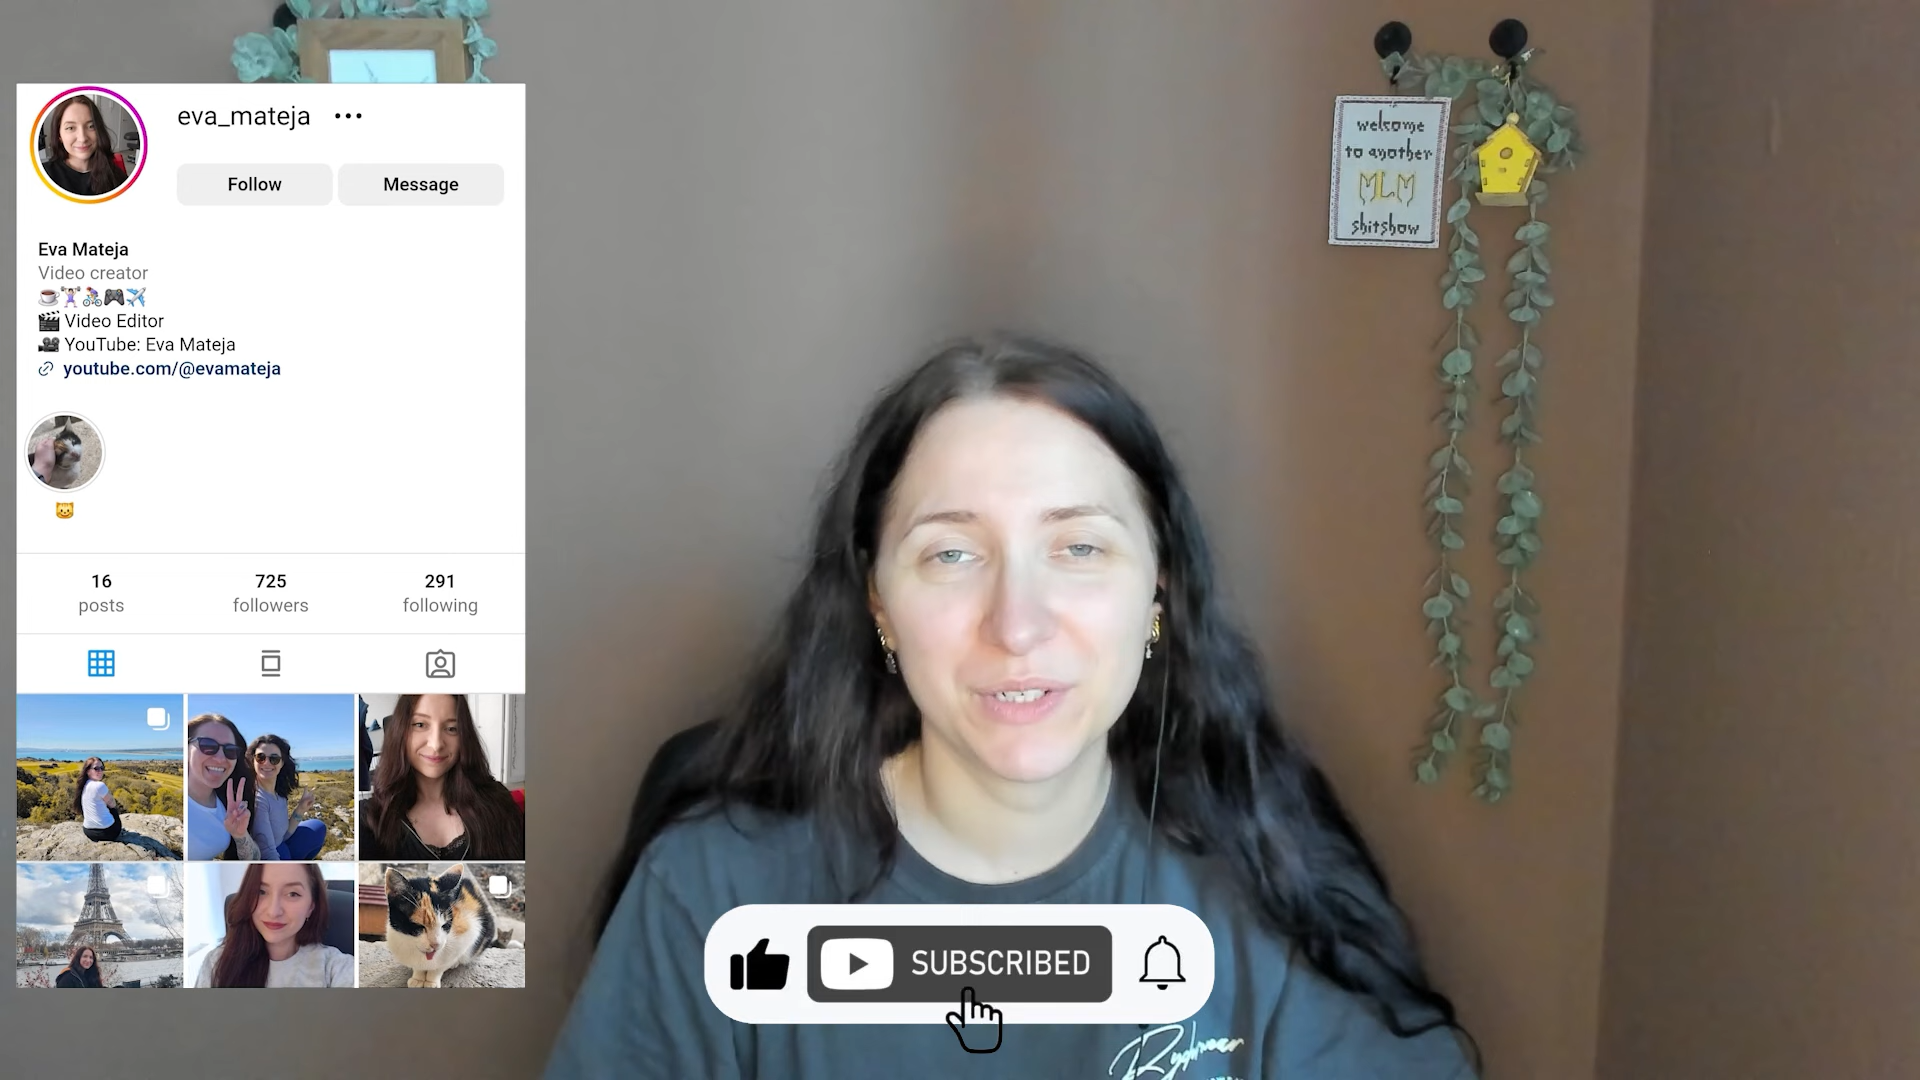 eva_mateja
Follow
Message
Eva Mateja
Video creator
Video Editor
YouTube: Eva Mateja
youtube.com/@evamateja
16
725
291
posts
followers
following
welcome
to another
MLM
shitshow
SUBSCRIBED